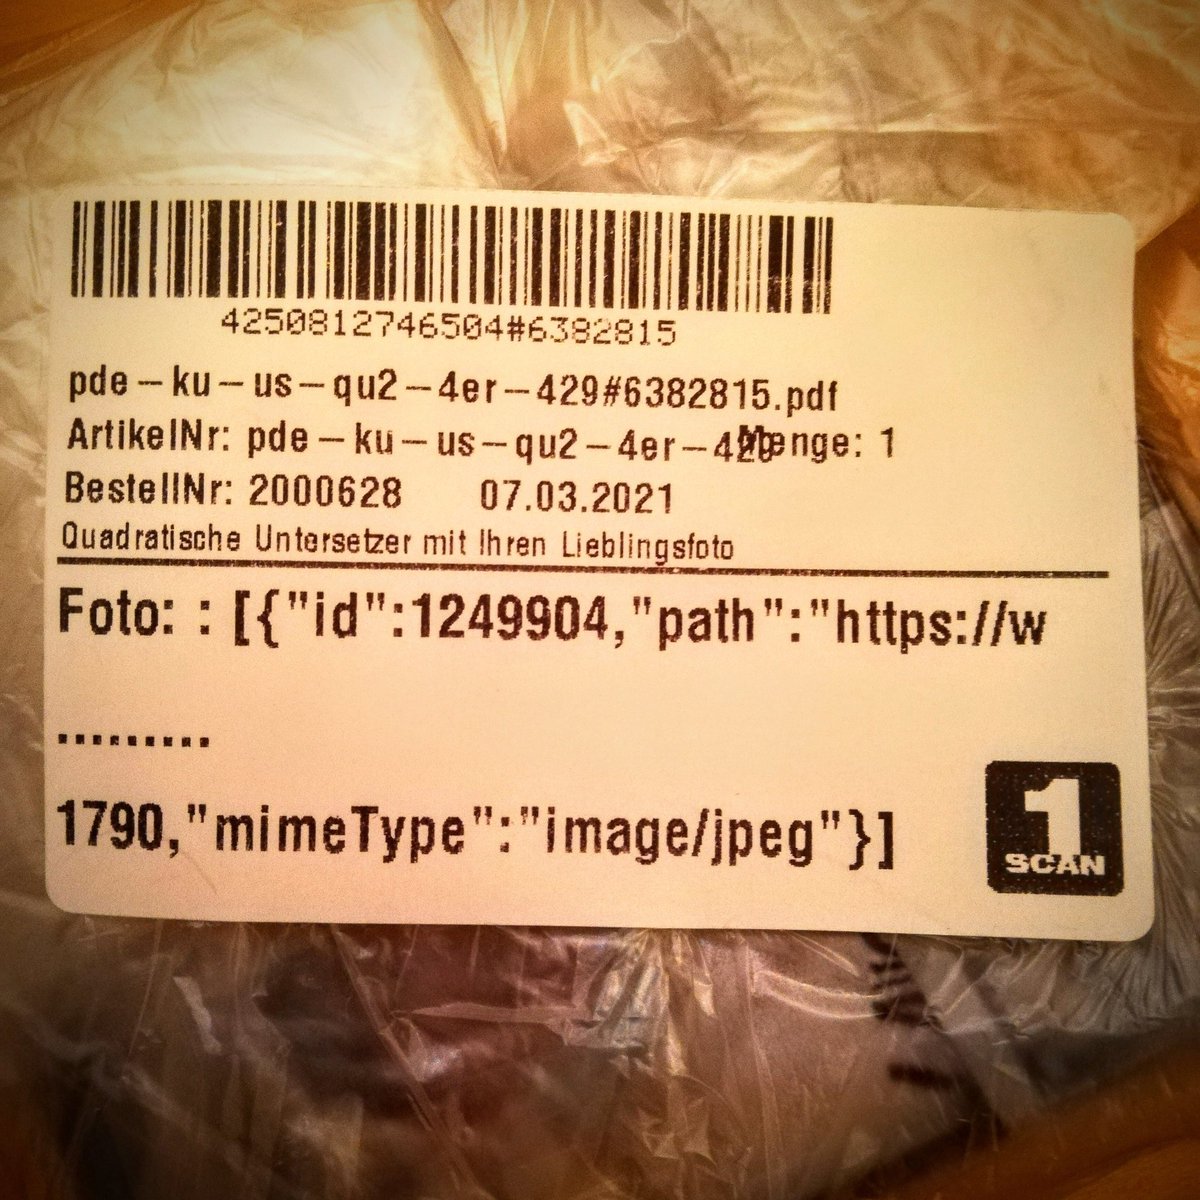 4250812746504#6382815
pde-ku-us-qu2-4er-429#6382815.pdf
ArtikelNr: pde-ku-us-qu2-4er-429 Menge: 1
BestellNr: 2000628 07.03.2021
Quadratische Untersetzer mit Ihren Lieblingsfoto
Foto: : [{"id":1249904,"path":"https://w
.........
1790,"mimeType":"image/jpeg"}]
1
SCAN